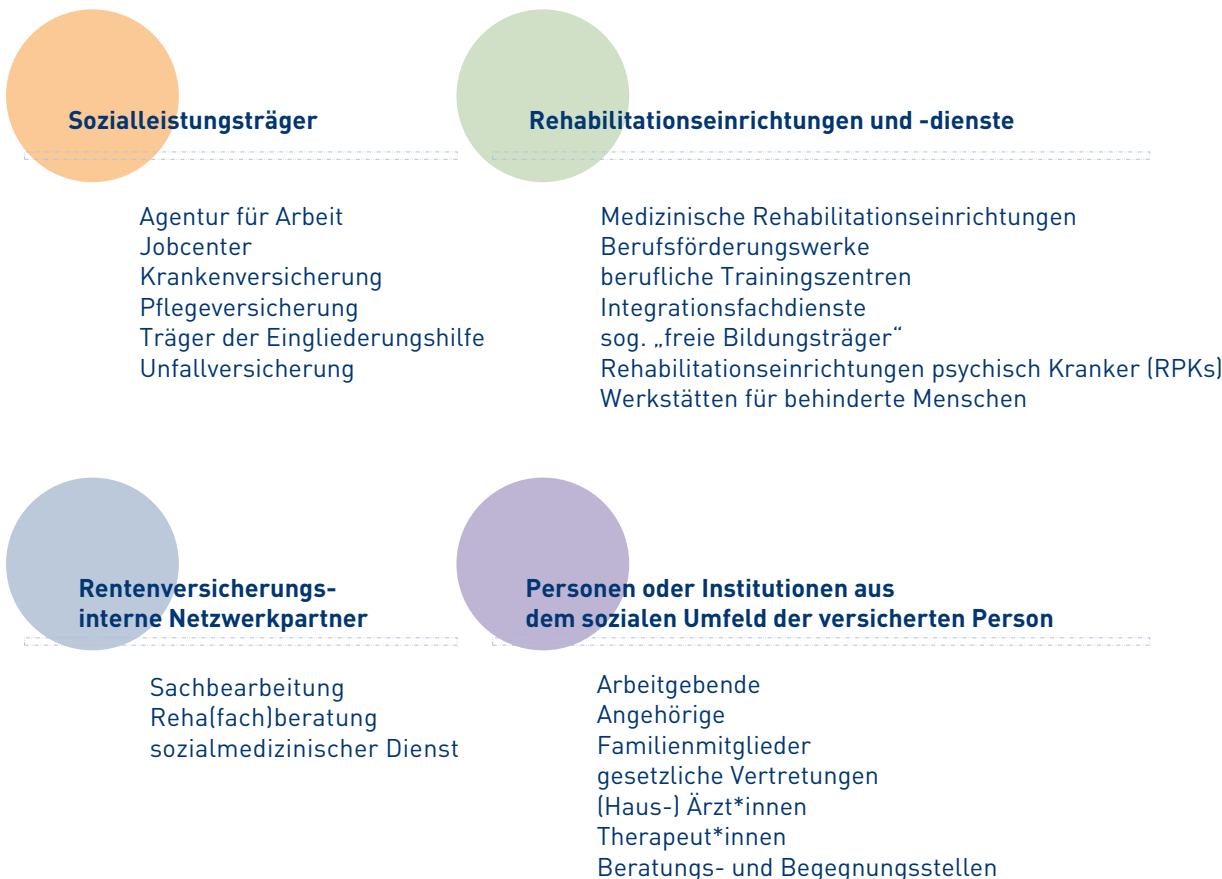 Sozialleistungsträger
Agentur für Arbeit
Jobcenter
Krankenversicherung
Pflegeversicherung
Träger der Eingliederungshilfe
Unfallversicherung
Rehabilitationseinrichtungen und -dienste
Medizinische Rehabilitationseinrichtungen
Berufsförderungswerke
berufliche Trainingszentren
Integrationsfachdienste
sog. „freie Bildungsträger“
Rehabilitationseinrichtungen psychisch Kranker (RPKs)
Werkstätten für behinderte Menschen
Rentenversicherungs-
interne Netzwerkpartner
Sachbearbeitung
Reha(fach)beratung
sozialmedizinischer Dienst
Personen oder Institutionen aus
dem sozialen Umfeld der versicherten Person
Arbeitgebende
Angehörige
Familienmitglieder
gesetzliche Vertretungen
(Haus-) Ärzt*innen
Therapeut*innen
Beratungs- und Begegnungsstellen